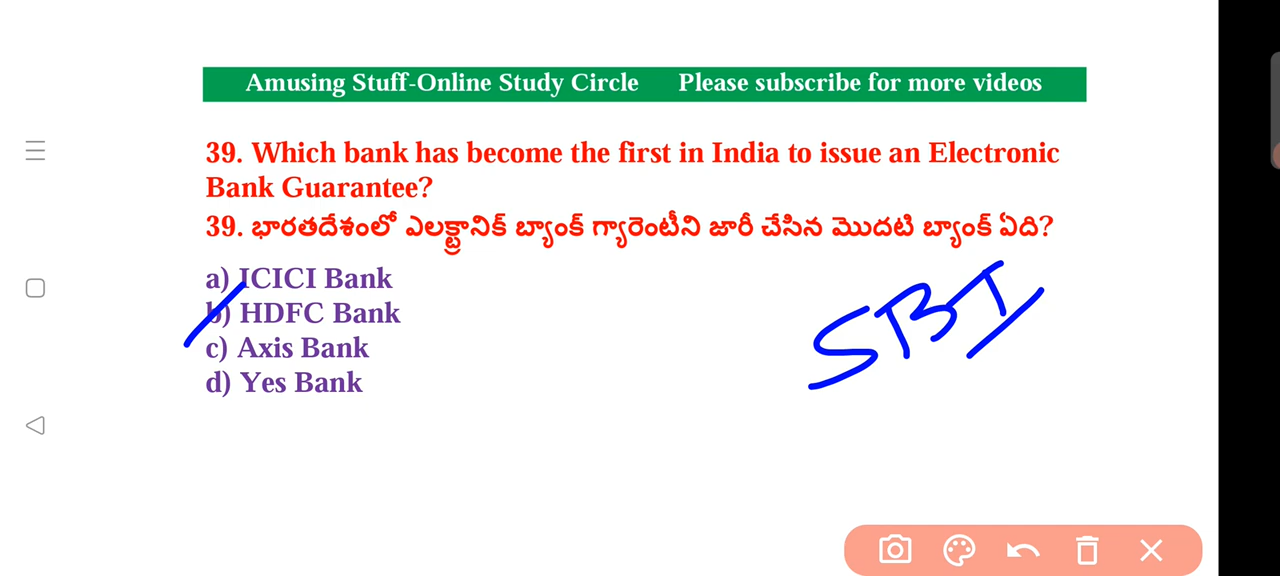 Amusing Stuff-Online Study Circle Please subscribe for more videos
39. Which bank has become the first in India to issue an Electronic
Bank Guarantee?
39. భారతదేశంలో ఎలక్ట్రానిక్ బ్యాంక్ గ్యారెంటీని జారీ చేసిన మొదటి బ్యాంక్ ఏది?
a) ICICI Bank
b) HDFC Bank
c) Axis Bank
d) Yes Bank
SBI